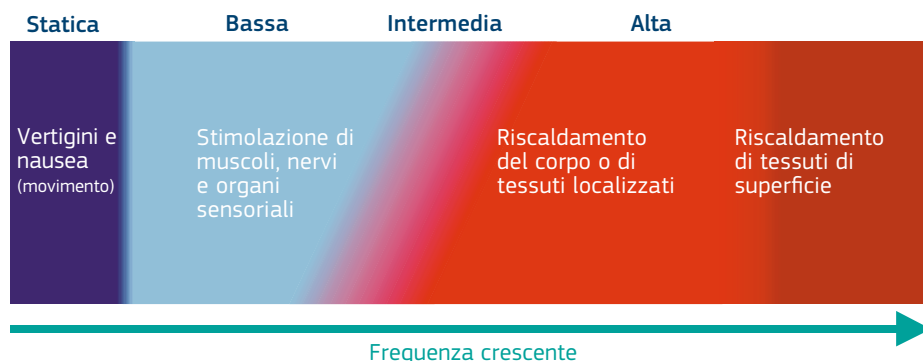 Statica Bassa Intermedia Alta
Vertigini e
nausea
(movimento)
Stimolazione di
muscoli, nervi
e organi
sensoriali
Riscaldamento
del corpo o di
tessuti localizzati
Riscaldamento
di tessuti di
superficie
Frequenza crescente